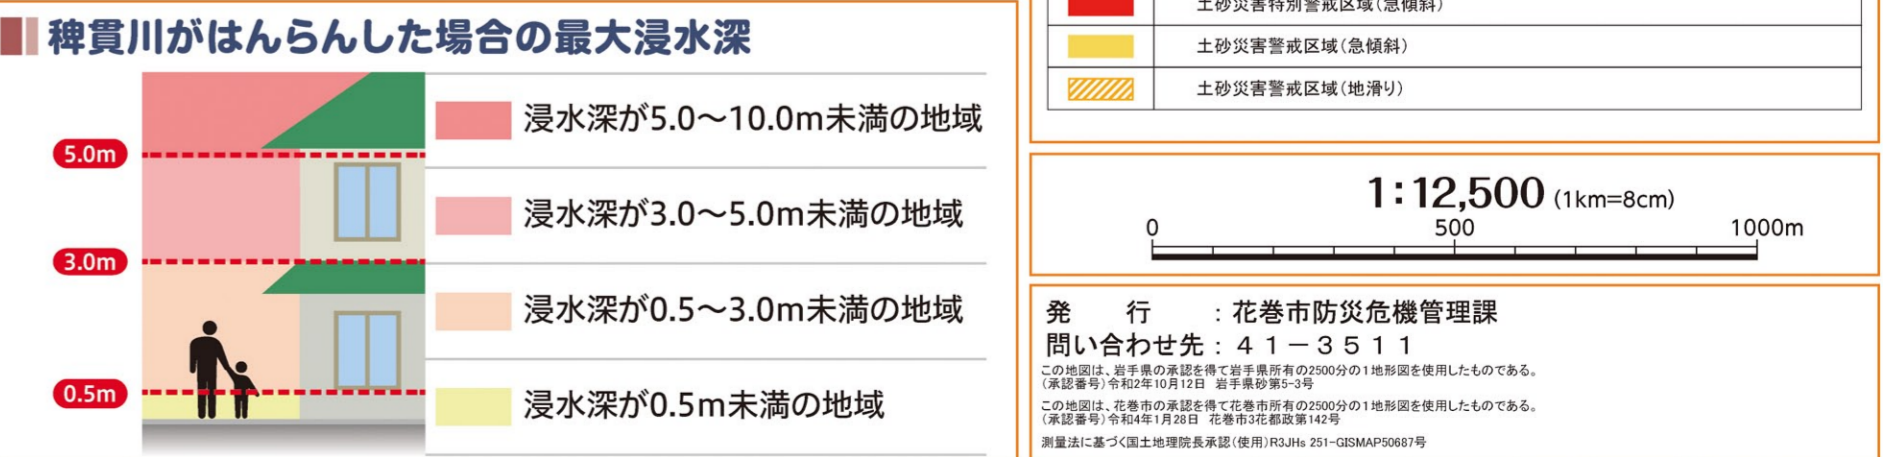 稗貫川がはんらんした場合の最大浸水深
5.0m
3.0m
0.5m
浸水深が5.0～10.0m未満の地域
浸水深が3.0～5.0m未満の地域
浸水深が0.5～3.0m未満の地域
浸水深が0.5m未満の地域
土砂災害特別警戒区域(急傾斜)
土砂災害警戒区域(急傾斜)
土砂災害警戒区域(地滑り)
1:12,500 (1km=8cm)
0 500 1000m
発　行　：花巻市防災危機管理課
問い合わせ先：４１－３５１１
この地図は、岩手県の承認を得て岩手県所有の2500分の1地形図を使用したものである。
(承認番号)令和2年10月12日 岩手県砂第5-3号
この地図は、花巻市の承認を得て花巻市所有の2500分の1地形図を使用したものである。
(承認番号)令和4年1月28日 花巻市3花都政第142号
測量法に基づく国土地理院長承認(使用)R3JHs 251-GISMAP50687号